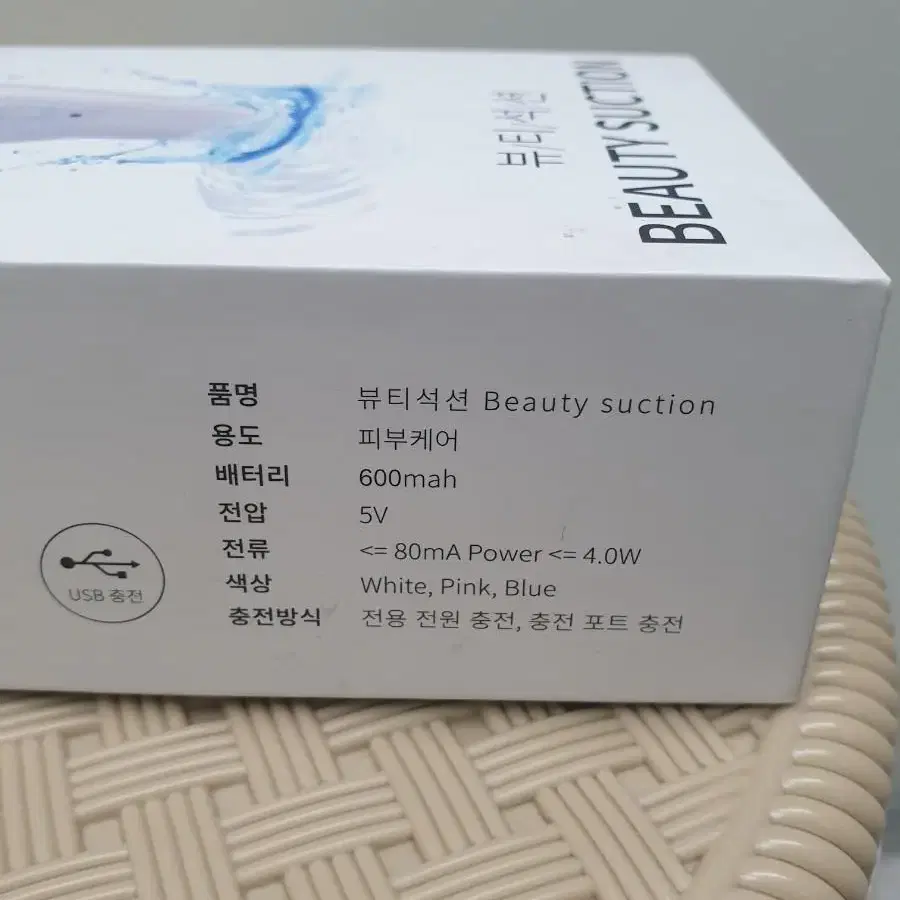 뷰티석션
BEAUTY SUCTION
품명 뷰티석션 Beauty suction
용도 피부케어
배터리 600mah
전압 5V
전류 <= 80mA Power <= 4.0W
색상 White, Pink, Blue
충전방식 전용 전원 충전, 충전 포트 충전
USB 충전